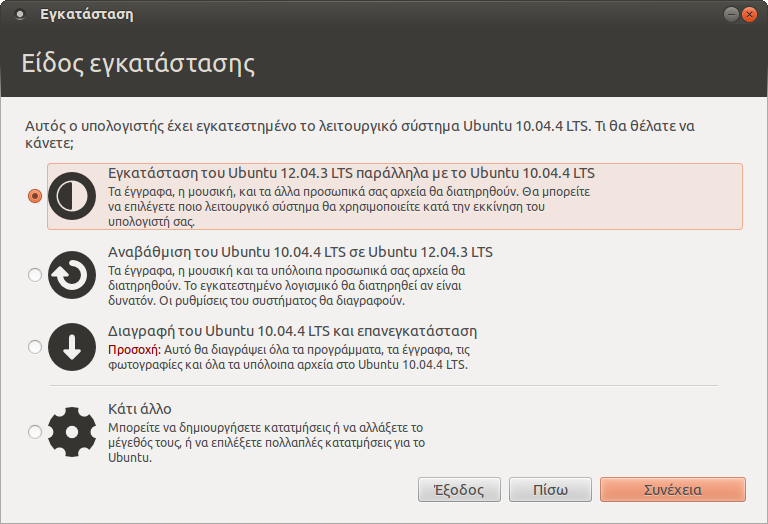 Εγκατάσταση
Είδος εγκατάστασης
Αυτός ο υπολογιστής έχει εγκατεστημένο το λειτουργικό σύστημα Ubuntu 10.04.4 LTS. Τι θα θέλατε να
κάνετε;
Εγκατάσταση του Ubuntu 12.04.3 LTS παράλληλα με το Ubuntu 10.04.4 LTS
Τα έγγραφα, η μουσική, και τα άλλα προσωπικά σας αρχεία θα διατηρηθούν. Θα μπορείτε
να επιλέγετε ποιο λειτουργικό σύστημα θα χρησιμοποιείτε κατά την εκκίνηση του
υπολογιστή σας.
Αναβάθμιση του Ubuntu 10.04.4 LTS σε Ubuntu 12.04.3 LTS
Τα έγγραφα, η μουσική και τα υπόλοιπα προσωπικά σας αρχεία θα
διατηρηθούν. Το εγκατεστημένο λογισμικό θα διατηρηθεί αν είναι
δυνατόν. Οι ρυθμίσεις του συστήματος θα διαγραφούν.
Διαγραφή του Ubuntu 10.04.4 LTS και επανεγκατάσταση
Προσοχή: Αυτό θα διαγράψει όλα τα προγράμματα, τα έγγραφα, τις
φωτογραφίες και όλα τα υπόλοιπα αρχεία στο Ubuntu 10.04.4 LTS.
Κάτι άλλο
Μπορείτε να δημιουργήσετε κατατμήσεις ή να αλλάξετε το
μέγεθός τους, ή να επιλέξετε πολλαπλές κατατμήσεις για το
Ubuntu.
Έξοδος
Πίσω
Συνέχεια